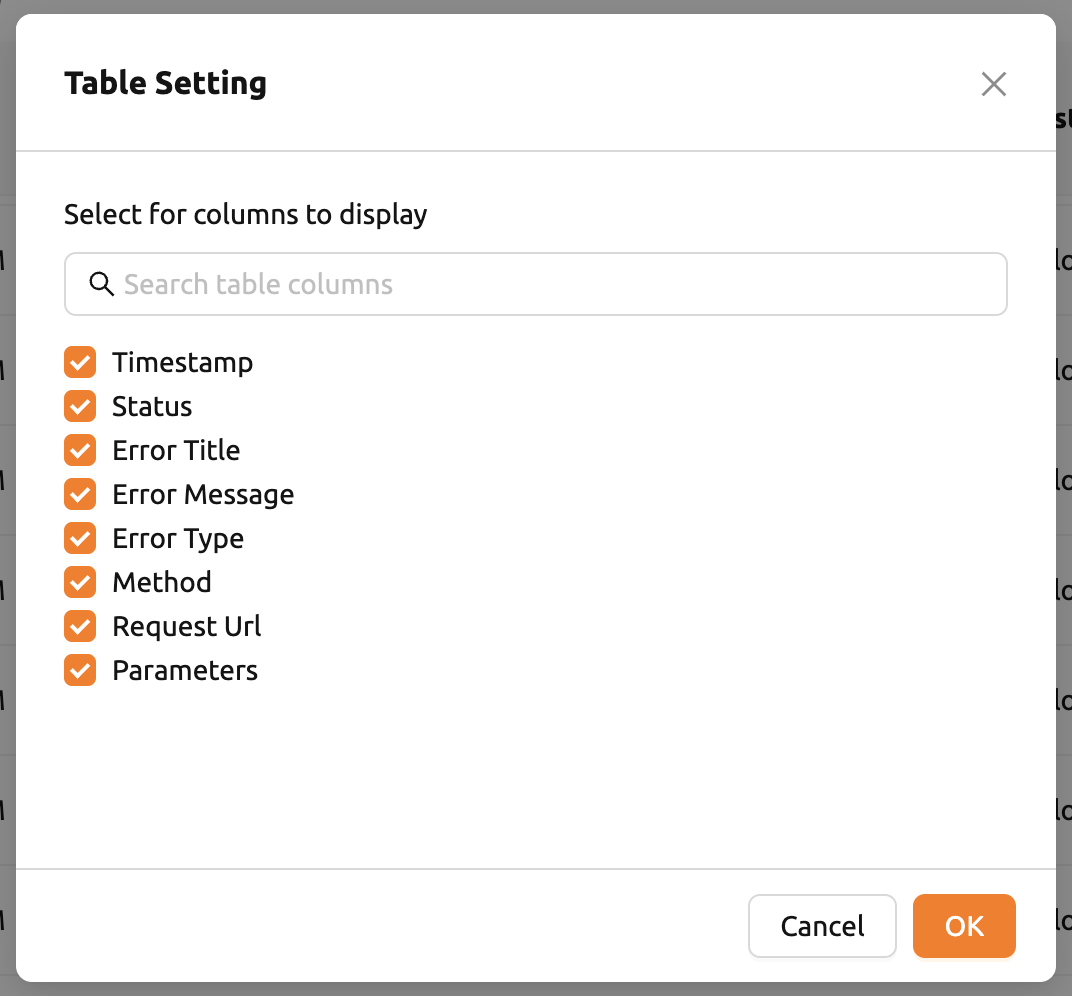 Table Setting
Select for columns to display
Search table columns
Timestamp
Status
Error Title
Error Message
Error Type
Method
Request Url
Parameters
Cancel
OK